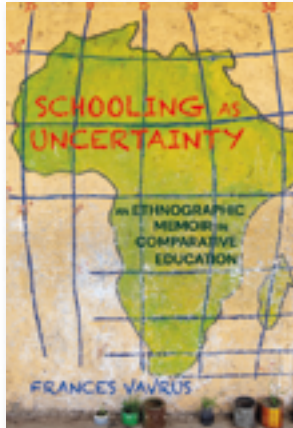 SCHOOLING AS
UNCERTAINTY
AN ETHNOGRAPHIC
MEMOIR IN
COMPARATIVE
EDUCATION
FRANCES VAVRUS